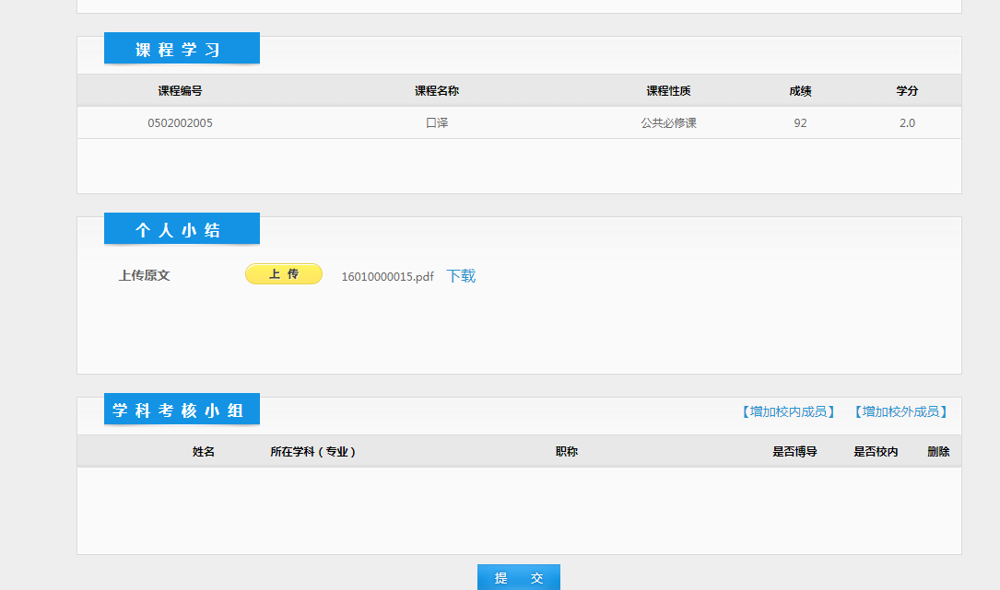 课程学习
课程编号 课程名称 课程性质 成绩 学分
0502002005 口译 公共必修课 92 2.0
个人小结
上传原文 上传 16010000015.pdf 下载
学科考核小组 【增加校内成员】 【增加校外成员】
姓名 所在学科（专业） 职称 是否博导 是否校内 删除
提交